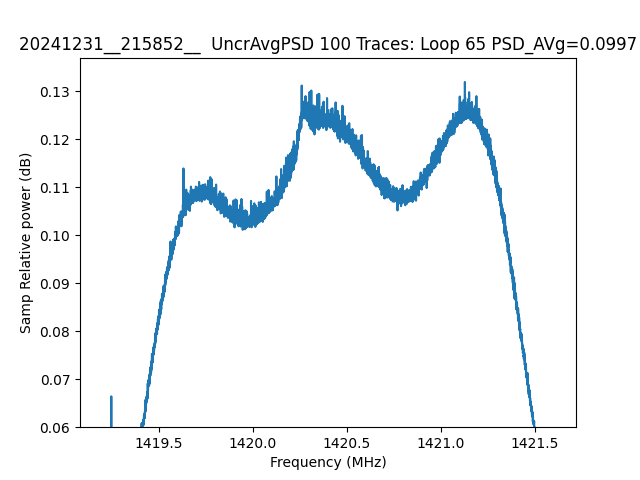 20241231__215852__ UncrAvgPSD 100 Traces: Loop 65 PSD_AVg=0.0997
Samp Relative power (dB)
0.13
0.12
0.11
0.10
0.09
0.08
0.07
0.06
1419.5 1420.0 1420.5 1421.0 1421.5
Frequency (MHz)